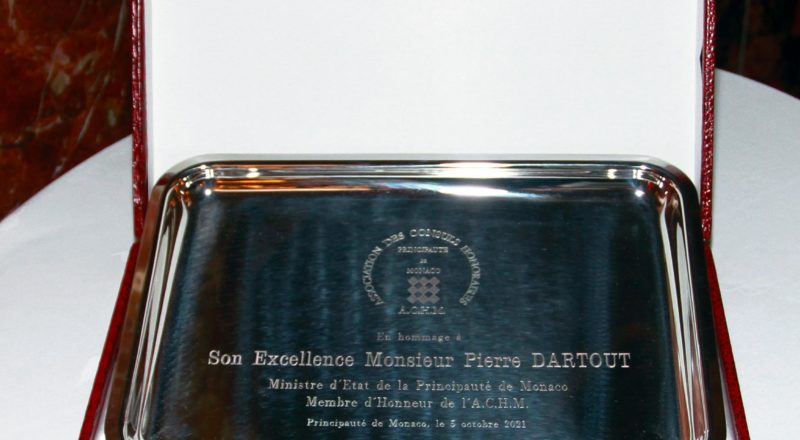 ASSOCIATION DES CONSULS HONORAIRES
PRINCIPAUTE
DE
MONACO
A.C.H.M.
En hommage à
Son Excellence Monsieur Pierre DARTOUT
Ministre d'Etat de la Principauté de Monaco
Membre d'Honneur de l'A.C.H.M.
Principauté de Monaco, le 5 octobre 2021